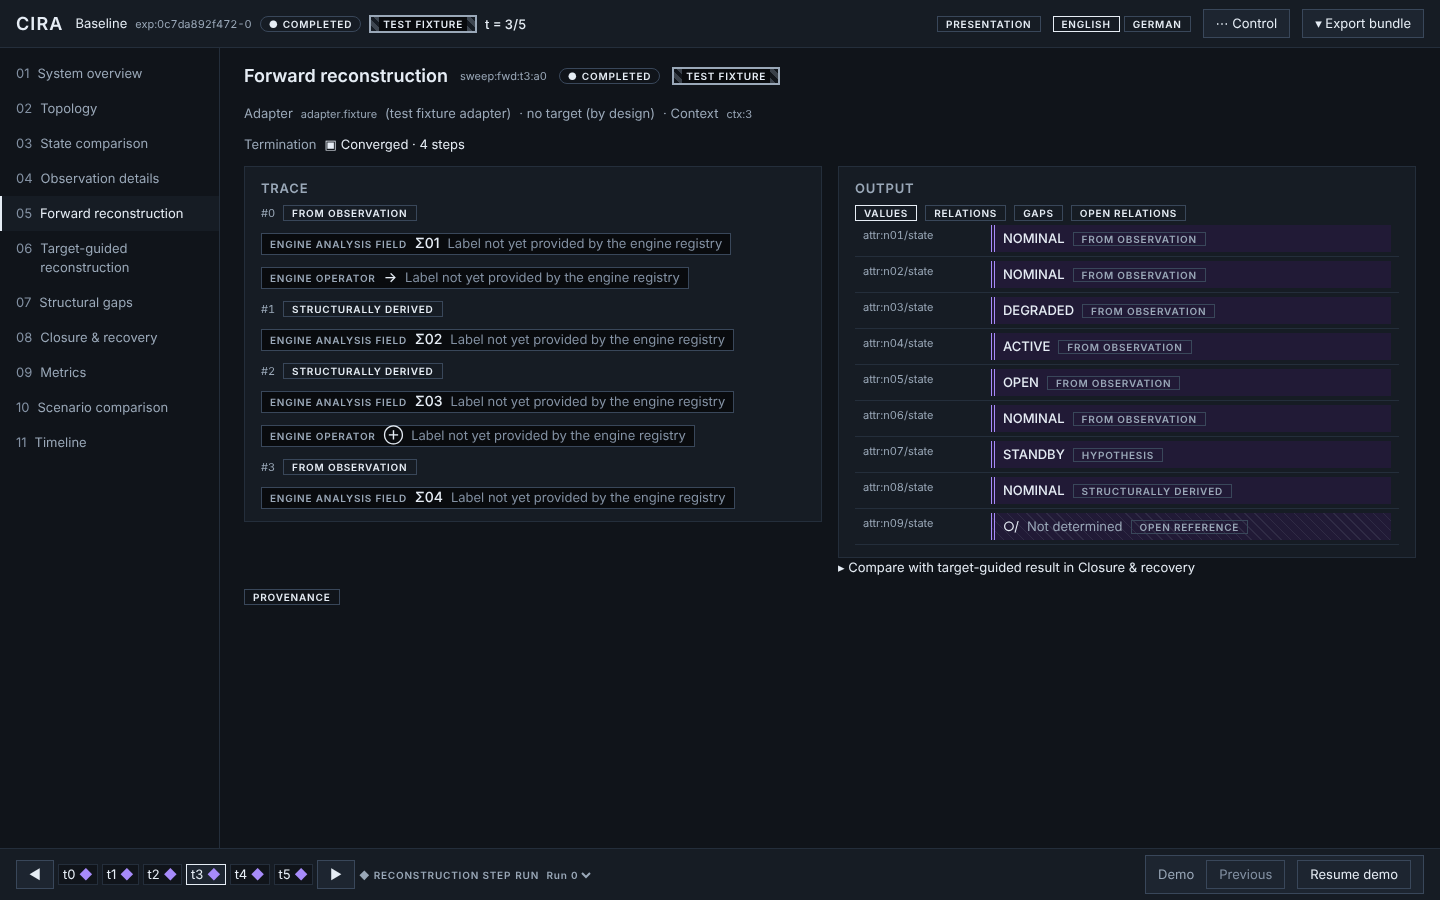 CIRA Baseline exp:0c7da892f472-0 ● COMPLETED TEST FIXTURE t = 3/5 PRESENTATION ENGLISH GERMAN ··· Control ▾ Export bundle
01 System overview
02 Topology
03 State comparison
04 Observation details
05 Forward reconstruction
06 Target-guided
reconstruction
07 Structural gaps
08 Closure & recovery
09 Metrics
10 Scenario comparison
11 Timeline
Forward reconstruction sweep:fwd:t3:a0 ● COMPLETED TEST FIXTURE
Adapter adapter.fixture (test fixture adapter) · no target (by design) · Context ctx:3
Termination ▣ Converged · 4 steps
TRACE
#0 FROM OBSERVATION
ENGINE ANALYSIS FIELD Σ01 Label not yet provided by the engine registry
ENGINE OPERATOR → Label not yet provided by the engine registry
#1 STRUCTURALLY DERIVED
ENGINE ANALYSIS FIELD Σ02 Label not yet provided by the engine registry
#2 STRUCTURALLY DERIVED
ENGINE ANALYSIS FIELD Σ03 Label not yet provided by the engine registry
ENGINE OPERATOR ⊕ Label not yet provided by the engine registry
#3 FROM OBSERVATION
ENGINE ANALYSIS FIELD Σ04 Label not yet provided by the engine registry
OUTPUT
VALUES RELATIONS GAPS OPEN RELATIONS
attr:n01/state NOMINAL FROM OBSERVATION
attr:n02/state NOMINAL FROM OBSERVATION
attr:n03/state DEGRADED FROM OBSERVATION
attr:n04/state ACTIVE FROM OBSERVATION
attr:n05/state OPEN FROM OBSERVATION
attr:n06/state NOMINAL FROM OBSERVATION
attr:n07/state STANDBY HYPOTHESIS
attr:n08/state NOMINAL STRUCTURALLY DERIVED
attr:n09/state O/ Not determined OPEN REFERENCE
▸ Compare with target-guided result in Closure & recovery
PROVENANCE
◀ t0 ◆ t1 ◆ t2 ◆ t3 ◆ t4 ◆ t5 ◆ ▶ ◆ RECONSTRUCTION STEP RUN Run 0 Demo Previous Resume demo